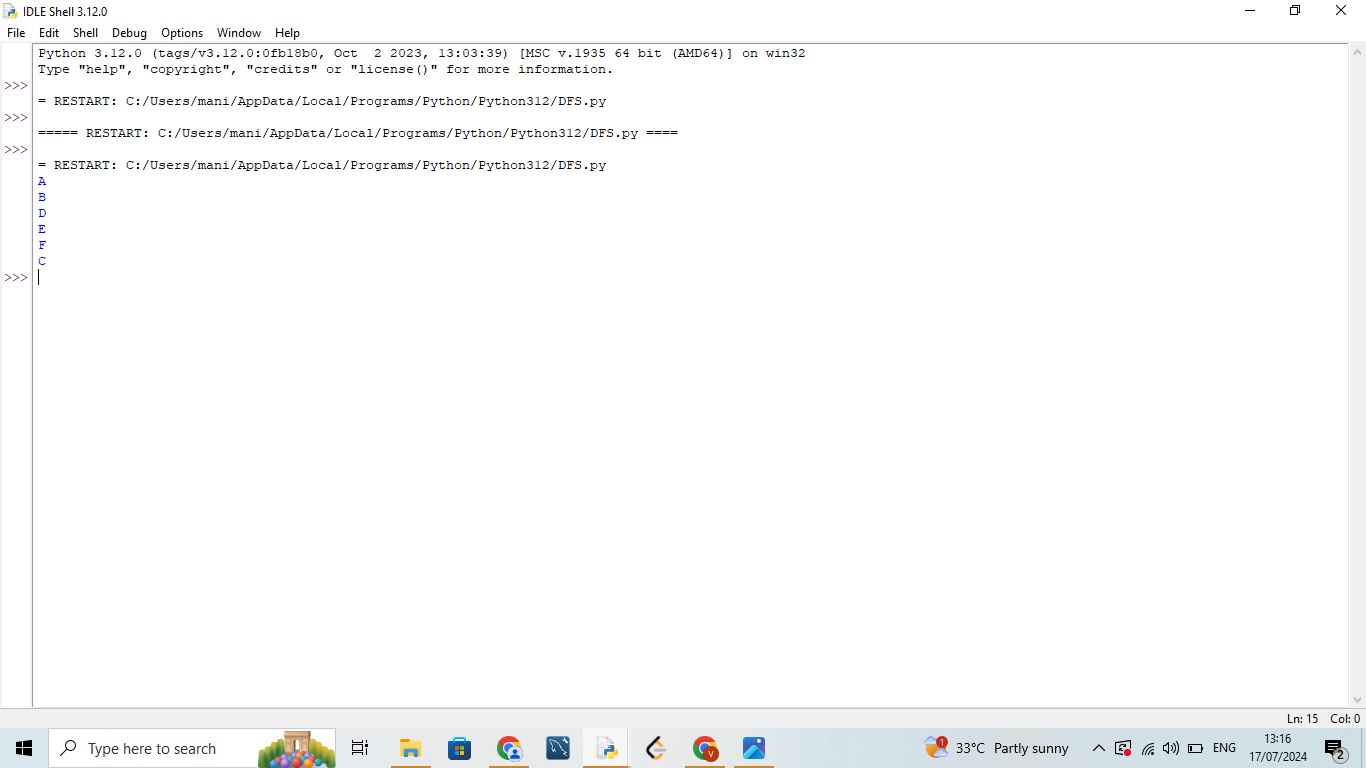 IDLE Shell 3.12.0
File Edit Shell Debug Options Window Help
Python 3.12.0 (tags/v3.12.0:0fb18b0, Oct  2 2023, 13:03:39) [MSC v.1935 64 bit (AMD64)] on win32
Type "help", "copyright", "credits" or "license()" for more information.
>>>
= RESTART: C:/Users/mani/AppData/Local/Programs/Python/Python312/DFS.py
>>>
===== RESTART: C:/Users/mani/AppData/Local/Programs/Python/Python312/DFS.py ====
>>>
= RESTART: C:/Users/mani/AppData/Local/Programs/Python/Python312/DFS.py
A
B
D
E
F
C
>>>
Ln: 15 Col: 0
Type here to search
V
1
33°C Partly sunny
ENG
13:16
17/07/2024
2